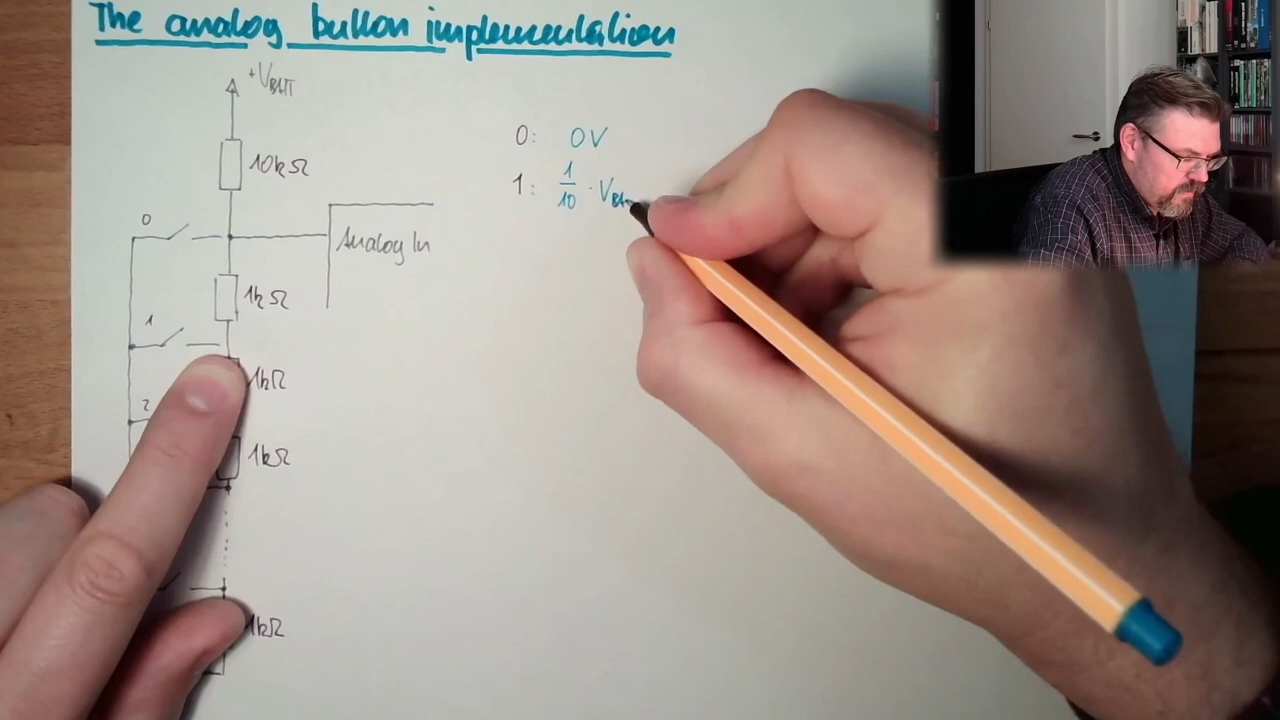 The analog button implementation
+VBATT
10kΩ
0: 0V
1: 1/10 · VBA
0
Analog In
1kΩ
1
1kΩ
2
1kΩ
1kΩ